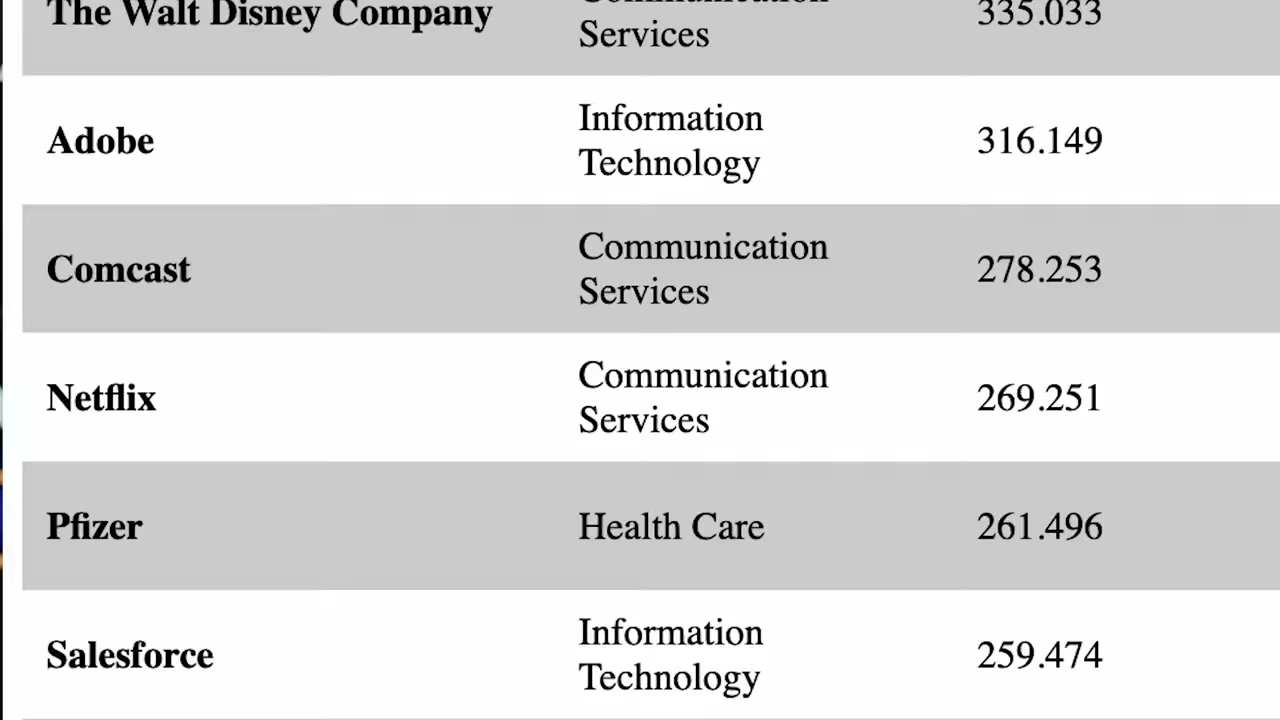 The Walt Disney Company
Communication
Services
335.033
Adobe
Information
Technology
316.149
Comcast
Communication
Services
278.253
Netflix
Communication
Services
269.251
Pfizer
Health Care
261.496
Salesforce
Information
Technology
259.474